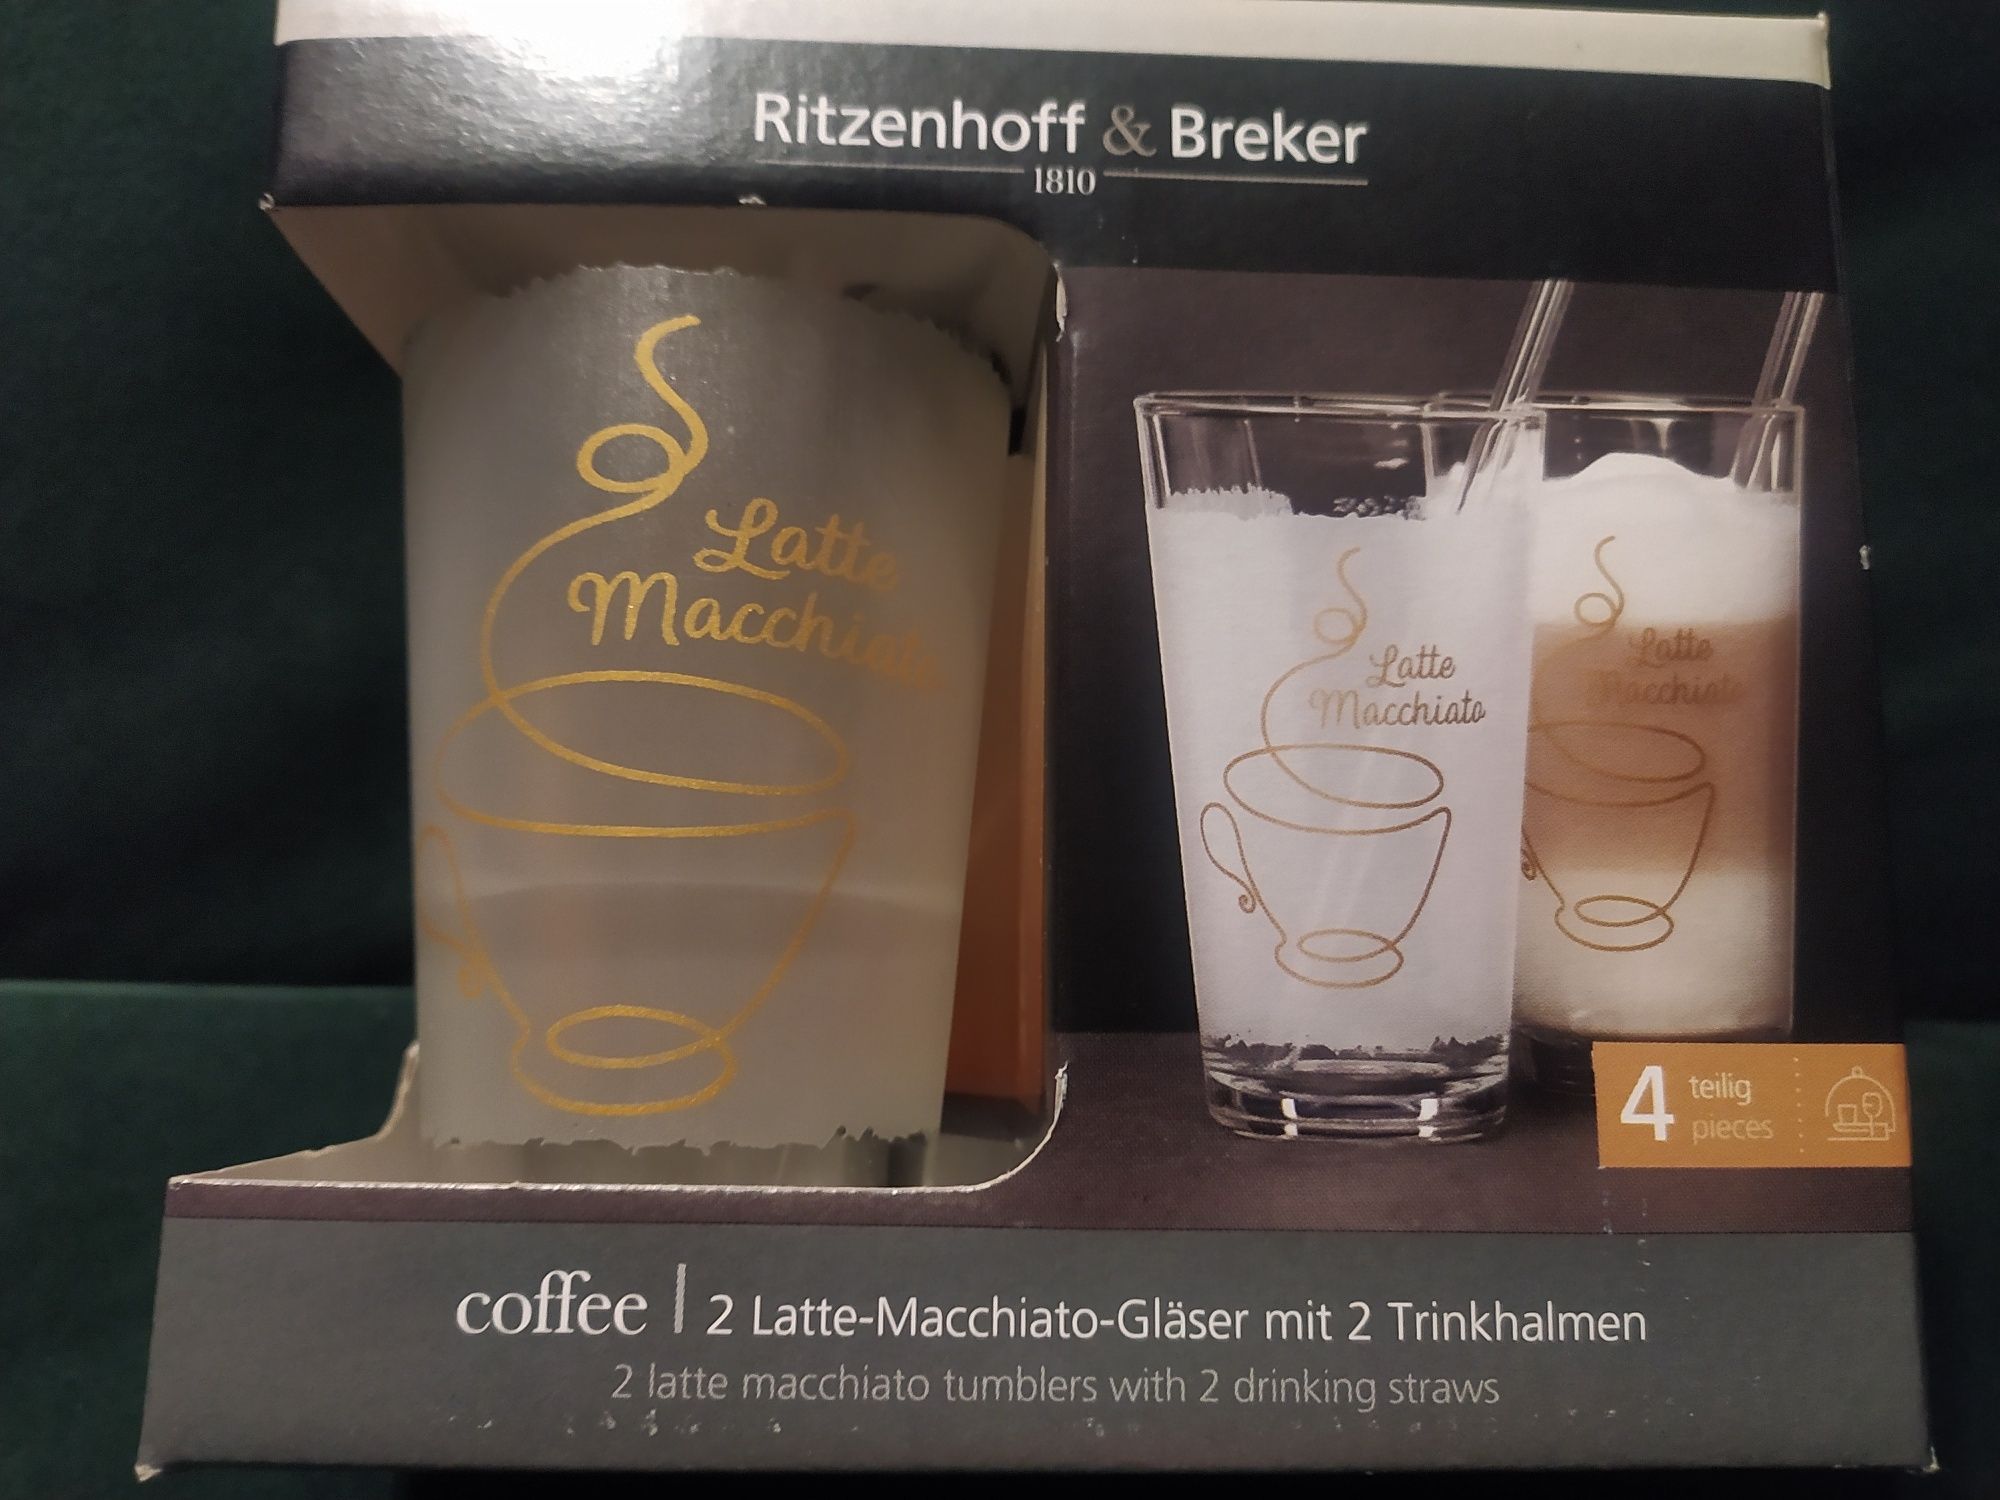 Ritzenhoff & Breker
1810
Latte
Macchiato
Latte
Macchiato
Latte
Macchiato
4 teilig
pieces
coffee | 2 Latte-Macchiato-Gläser mit 2 Trinkhalmen
2 latte macchiato tumblers with 2 drinking straws